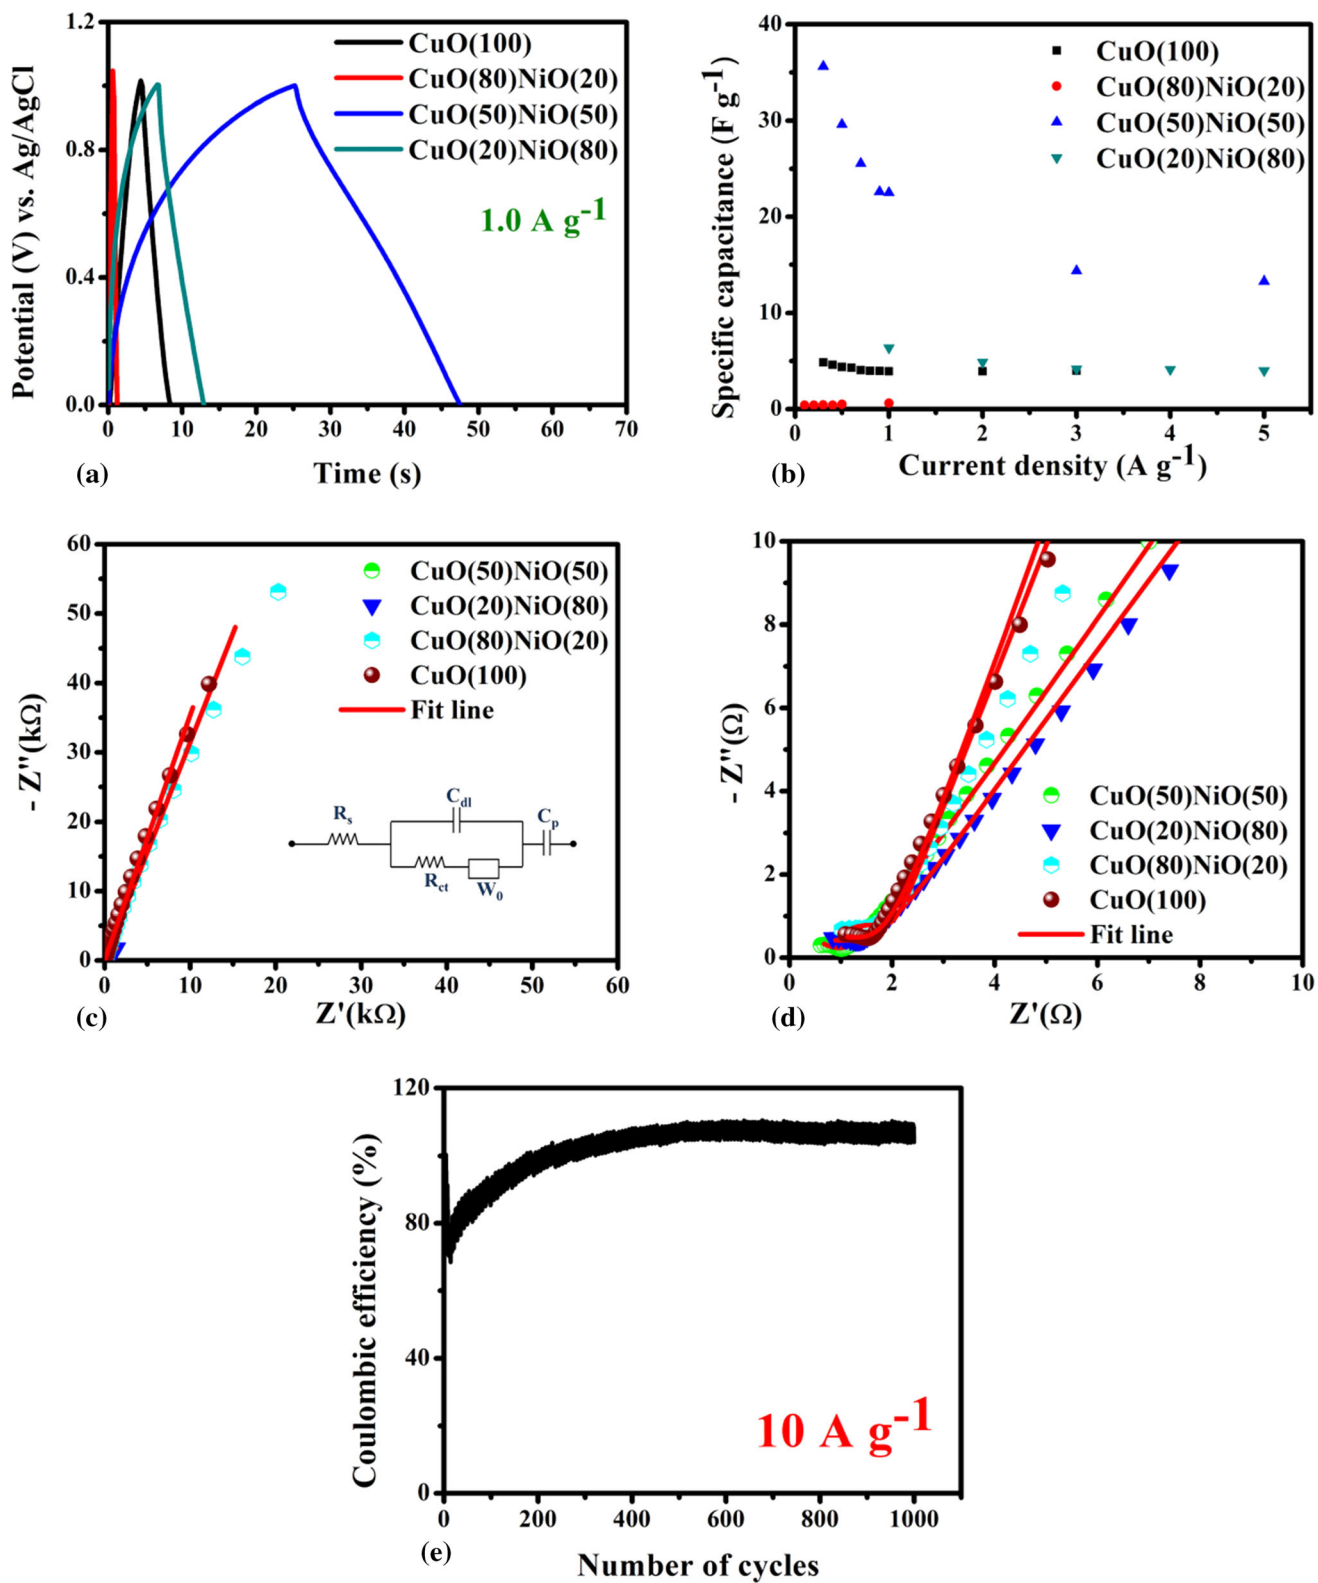 1.2
0.8
0.4
0.0
Potential (V) vs. Ag/AgCl
CuO(100)
CuO(80)NiO(20)
CuO(50)NiO(50)
CuO(20)NiO(80)
1.0 A g-1
0 10 20 30 40 50 60 70
Time (s)
(a)
40
30
20
10
0
Specific capacitance (F g-1)
CuO(100)
CuO(80)NiO(20)
CuO(50)NiO(50)
CuO(20)NiO(80)
0 1 2 3 4 5
Current density (A g-1)
(b)
60
50
40
30
20
10
0
- Z''(kΩ)
CuO(50)NiO(50)
CuO(20)NiO(80)
CuO(80)NiO(20)
CuO(100)
Fit line
Rs
Cdl
Cp
Rct
W0
0 10 20 30 40 50 60
Z'(kΩ)
(c)
10
8
6
4
2
0
- Z''(Ω)
CuO(50)NiO(50)
CuO(20)NiO(80)
CuO(80)NiO(20)
CuO(100)
Fit line
0 2 4 6 8 10
Z'(Ω)
(d)
120
80
40
0
Coulombic efficiency (%)
10 A g-1
0 200 400 600 800 1000
Number of cycles
(e)